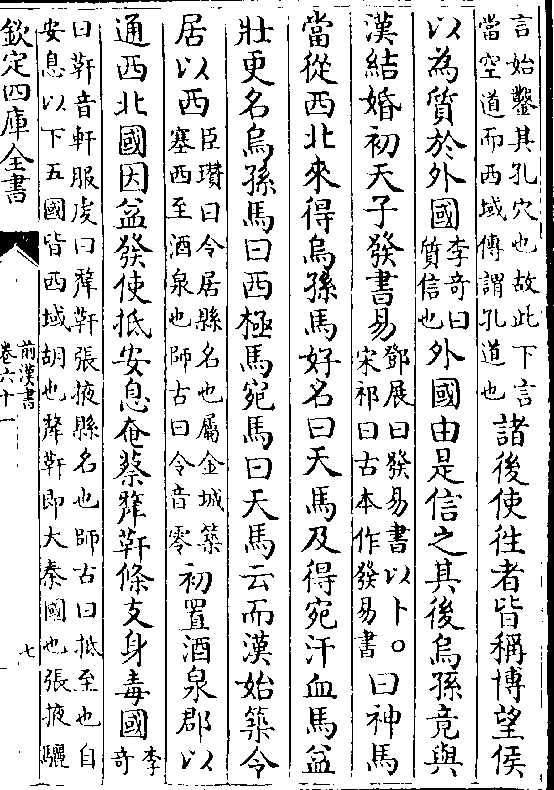 言始鑿其孔穴也故此下言
當空道而西域傳謂孔道也
諸後使往者皆稱博望侯
以為質於外國
李奇曰
質信也
外國由是信之其後烏孫竟與
漢結婚初天子發書易
鄧展曰發易書以卜○
宋祁曰古本作發易書
曰神馬
當從西北來得烏孫馬好名曰天馬及得宛汗血馬益
壯更名烏孫馬曰西極馬宛馬曰天馬云而漢始築令
居以西
臣瓚曰令居縣名也屬金城築
塞西至酒泉也師古曰令音零
初置酒泉郡以
通西北國因益發使抵安息奄蔡犛靬條支身毒國
李
奇
曰靬音軒服虔曰犛靬張掖縣名也師古曰抵至也自
安息以下五國皆西域胡也犛靬即大秦國也張掖驪
欽定四庫全書
前漢書
卷六十一
七